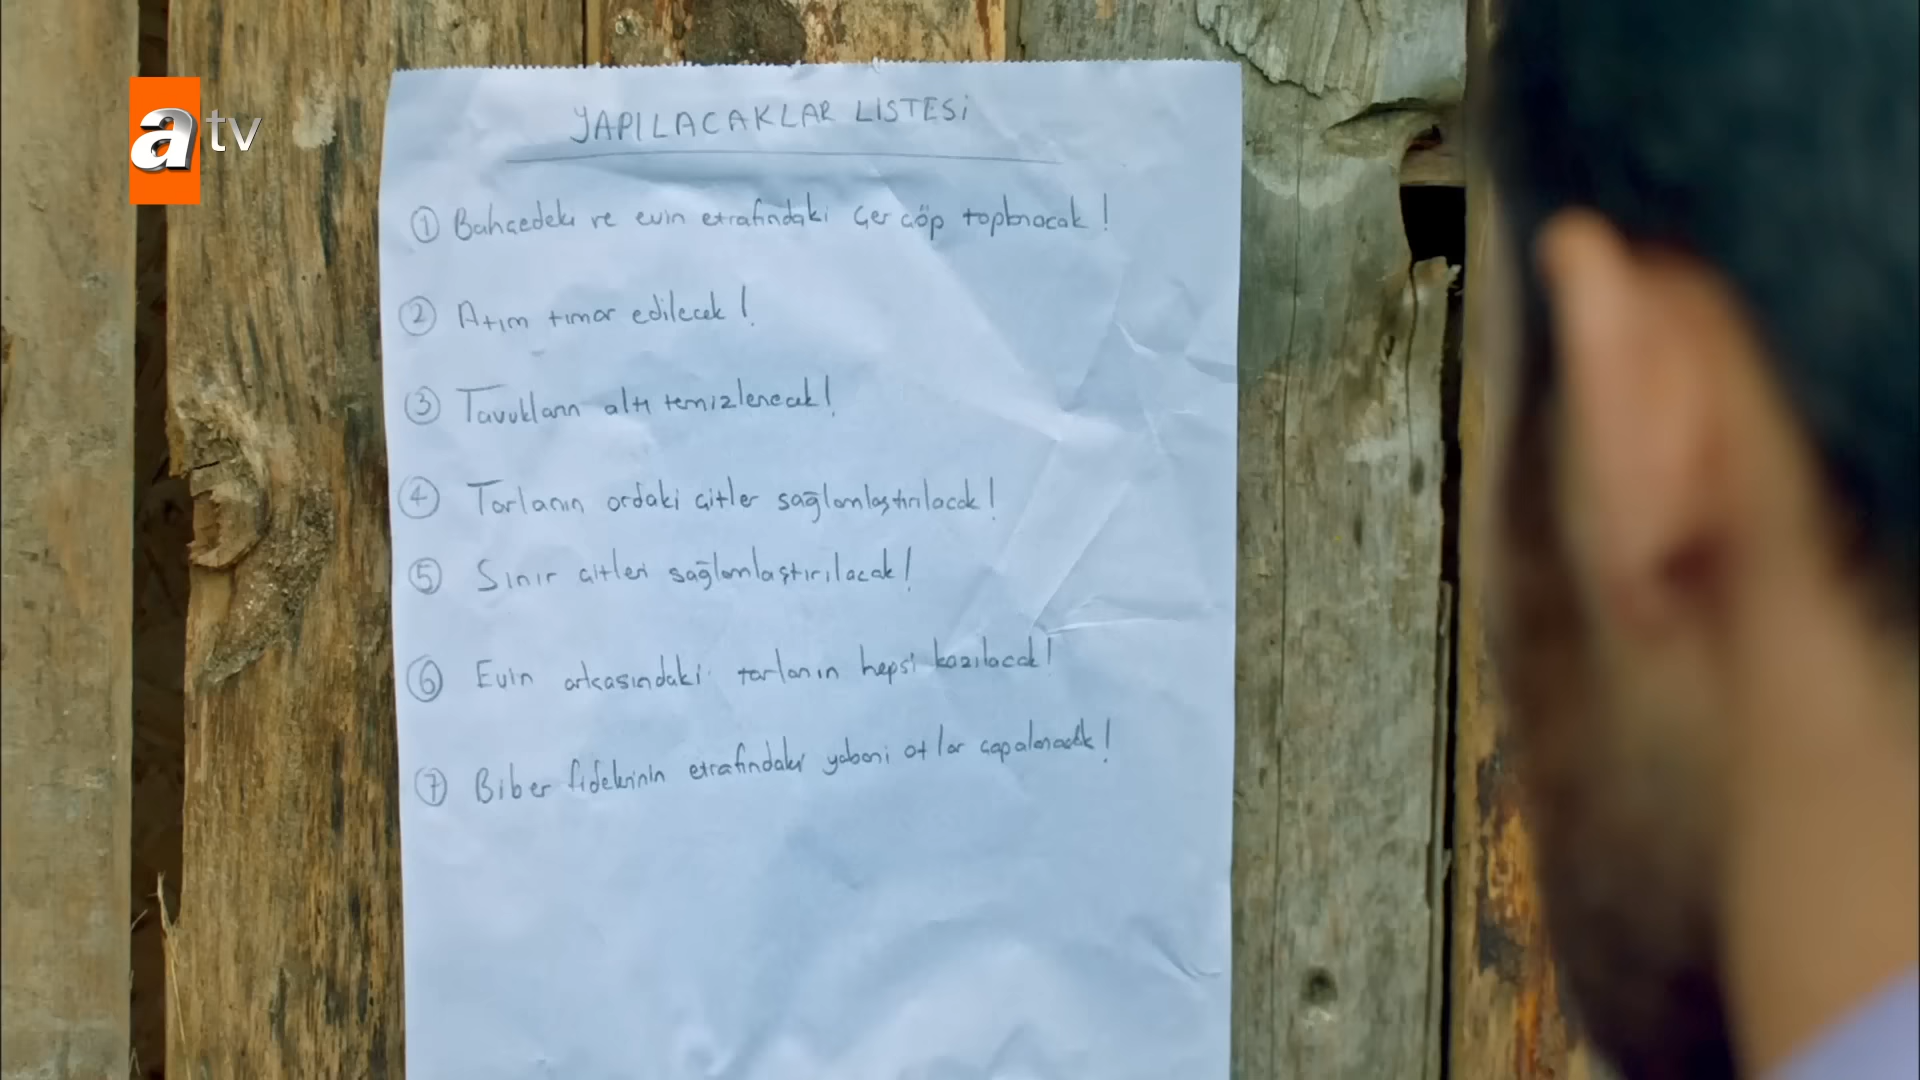 atv
YAPILACAKLAR LİSTESİ
① Bahçedeki ve evin etrafındaki çer çöp toplanacak!
② Atım tımar edilecek!
③ Tavukların altı temizlenecek!
④ Tarlanın ordaki çitler sağlamlaştırılacak!
⑤ Sınır çitleri sağlamlaştırılacak!
⑥ Evin arkasındaki tarlanın hepsi kazılacak!
⑦ Biber fidelerinin etrafındaki yabani otlar çapalanacak!